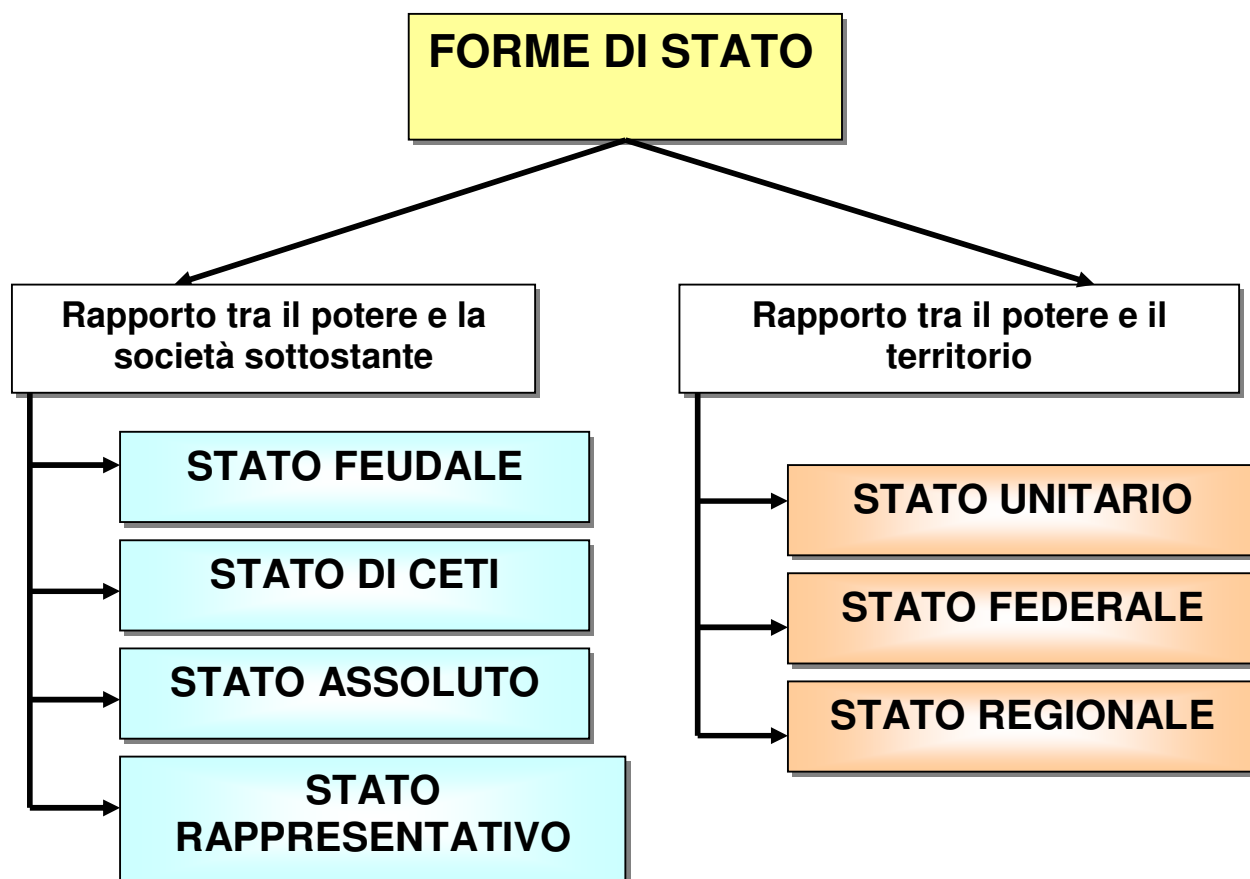 FORME DI STATO
Rapporto tra il potere e la
società sottostante
STATO FEUDALE
STATO DI CETI
STATO ASSOLUTO
STATO
RAPPRESENTATIVO
Rapporto tra il potere e il
territorio
STATO UNITARIO
STATO FEDERALE
STATO REGIONALE